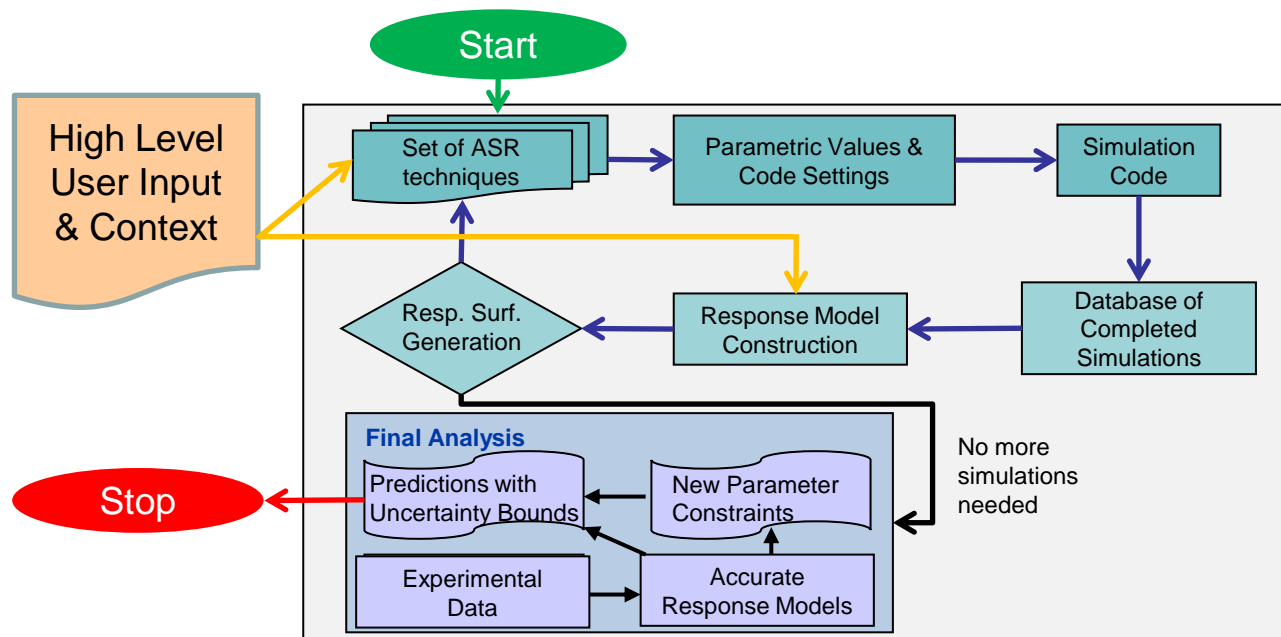 Start
High Level
User Input
& Context
Set of ASR
techniques
Parametric Values &
Code Settings
Simulation
Code
Resp. Surf.
Generation
Response Model
Construction
Database of
Completed
Simulations
No more
simulations
needed
Final Analysis
Predictions with
Uncertainty Bounds
New Parameter
Constraints
Stop
Experimental
Data
Accurate
Response Models